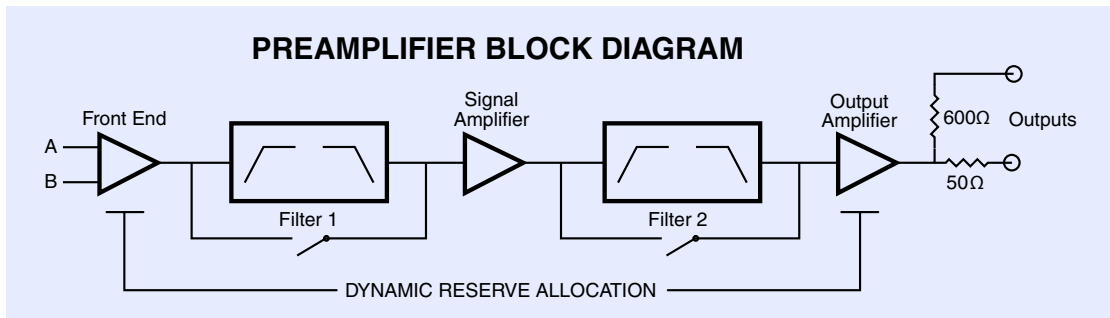 PREAMPLIFIER BLOCK DIAGRAM
Front End
A
B
Filter 1
Signal
Amplifier
Filter 2
Output
Amplifier
600Ω
Outputs
50Ω
DYNAMIC RESERVE ALLOCATION